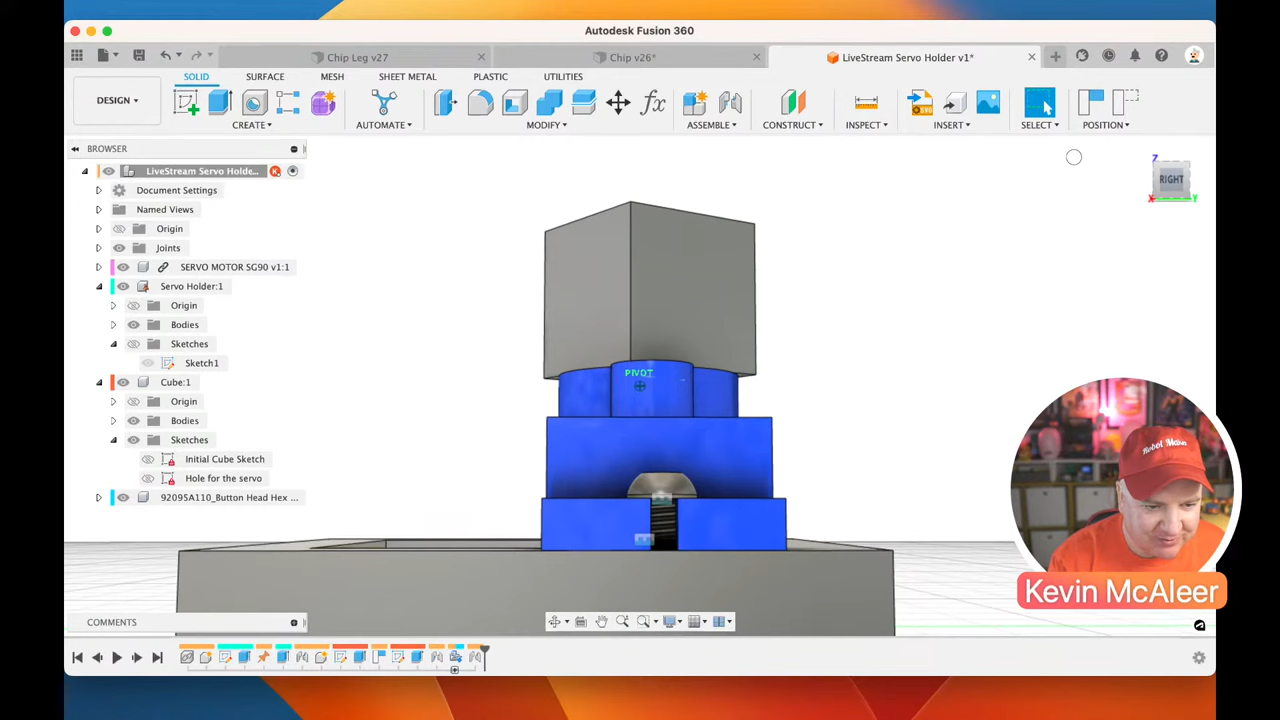 Autodesk Fusion 360
Chip Leg v27
Chip v26*
LiveStream Servo Holder v1*
SOLID
SURFACE
MESH
SHEET METAL
PLASTIC
UTILITIES
DESIGN
CREATE
AUTOMATE
MODIFY
ASSEMBLE
CONSTRUCT
INSPECT
INSERT
SELECT
POSITION
BROWSER
LiveStream Servo Holde...
Document Settings
Named Views
Origin
Joints
SERVO MOTOR SG90 v1:1
Servo Holder:1
Origin
Bodies
Sketches
Sketch1
Cube:1
Origin
Bodies
Sketches
Initial Cube Sketch
Hole for the servo
92095A110_Button Head Hex ...
Z
RIGHT
X
Y
PIVOT
Robot Maker
Kevin McAleer
COMMENTS